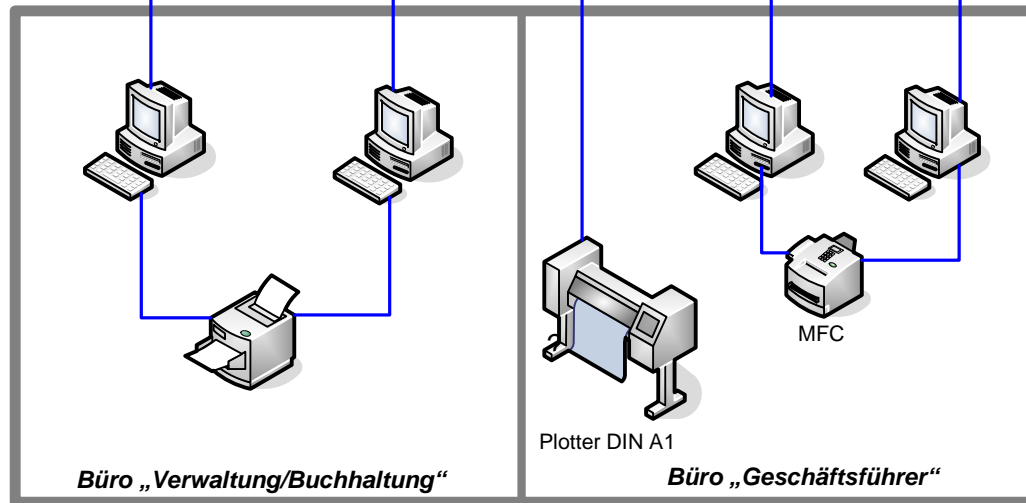 MFC
Plotter DIN A1
Büro „Verwaltung/Buchhaltung“
Büro „Geschäftsführer“